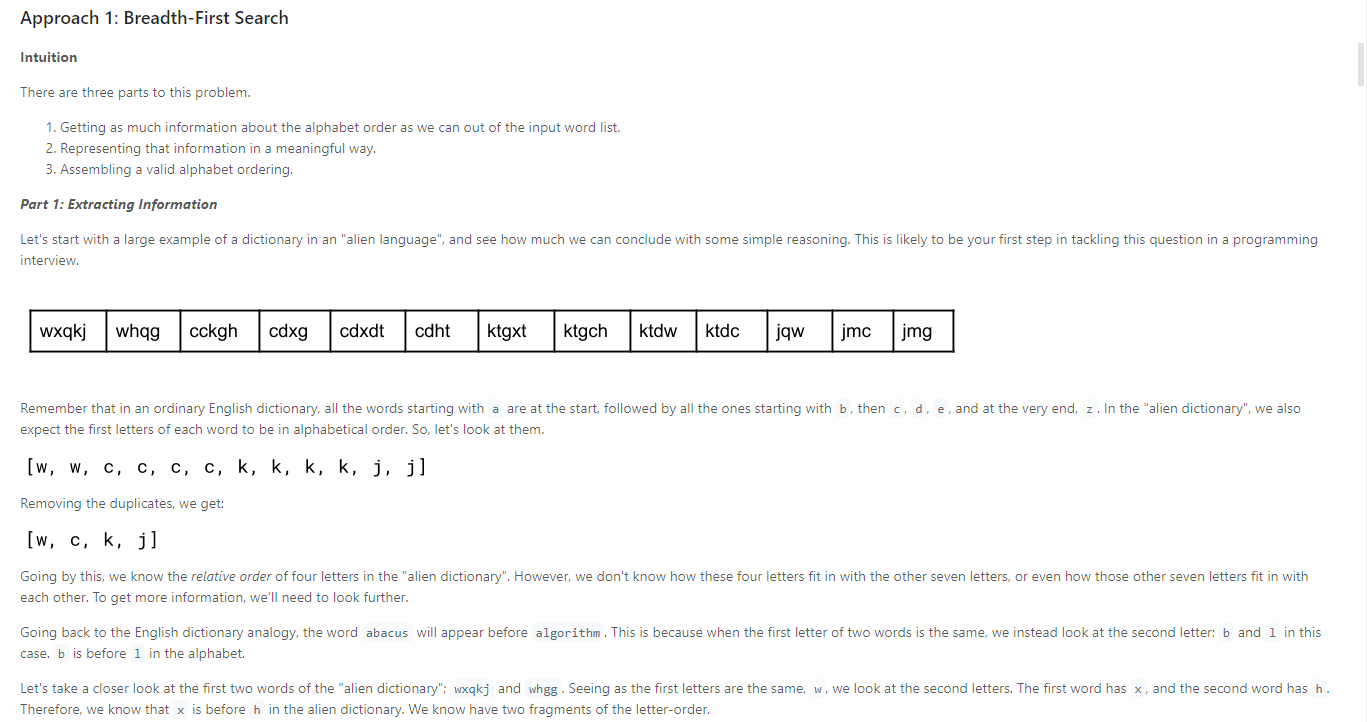 Approach 1: Breadth-First Search
Intuition
There are three parts to this problem.
1. Getting as much information about the alphabet order as we can out of the input word list.
2. Representing that information in a meaningful way.
3. Assembling a valid alphabet ordering.
Part 1: Extracting Information
Let's start with a large example of a dictionary in an "alien language", and see how much we can conclude with some simple reasoning. This is likely to be your first step in tackling this question in a programming
interview.
wxqkj whqg cckgh cdxg cdxdt cdht ktgxt ktgch ktdw ktdc jqw jmc jmg
Remember that in an ordinary English dictionary, all the words starting with a are at the start, followed by all the ones starting with b, then c, d, e, and at the very end, z. In the "alien dictionary", we also
expect the first letters of each word to be in alphabetical order. So, let's look at them.
[w, w, c, c, c, c, k, k, k, k, j, j]
Removing the duplicates, we get:
[w, c, k, j]
Going by this, we know the relative order of four letters in the "alien dictionary". However, we don't know how these four letters fit in with the other seven letters, or even how those other seven letters fit in with
each other. To get more information, we'll need to look further.
Going back to the English dictionary analogy, the word abacus will appear before algorithm. This is because when the first letter of two words is the same, we instead look at the second letter; b and l in this
case. b is before l in the alphabet.
Let's take a closer look at the first two words of the "alien dictionary"; wxqkj and whgg. Seeing as the first letters are the same, w, we look at the second letters. The first word has x, and the second word has h.
Therefore, we know that x is before h in the alien dictionary. We know have two fragments of the letter-order.